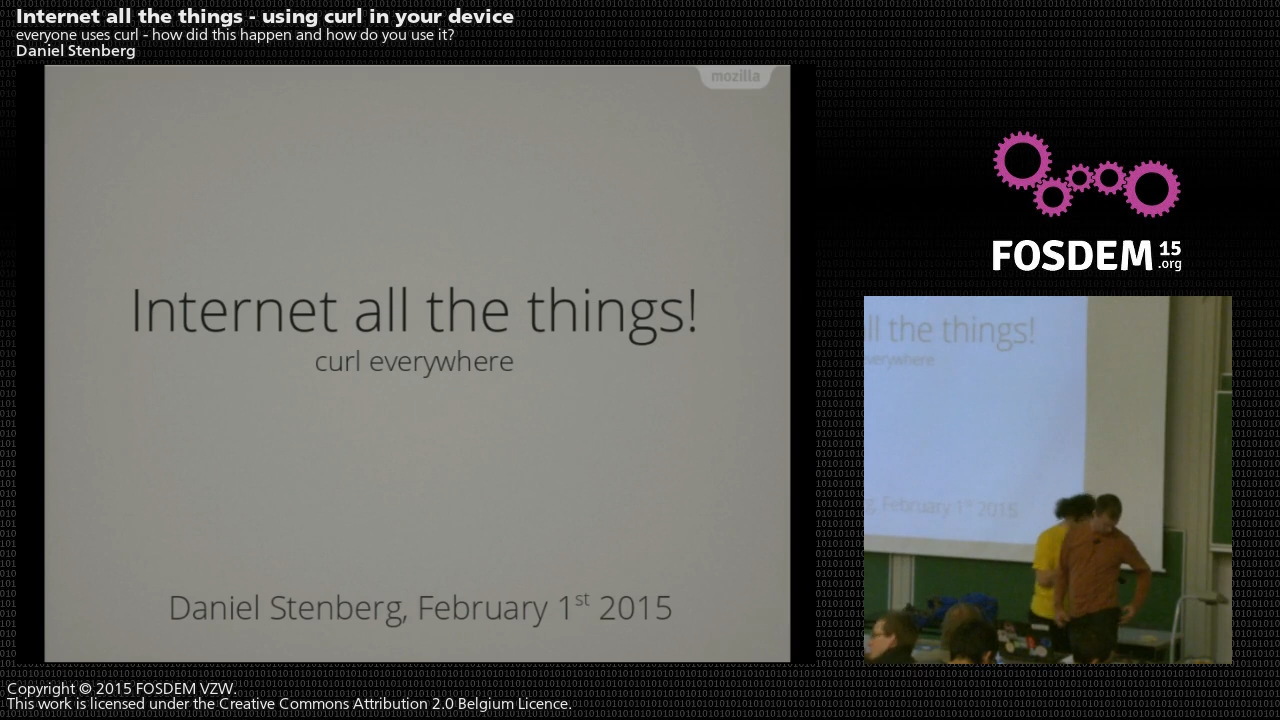 Internet all the things - using curl in your device
everyone uses curl - how did this happen and how do you use it?
Daniel Stenberg
mozilla
Internet all the things!
curl everywhere
Daniel Stenberg, February 1st 2015
FOSDEM 15
.org
ll the things!
verywhere
g, February 1st 2015
Copyright © 2015 FOSDEM VZW.
This work is licensed under the Creative Commons Attribution 2.0 Belgium Licence.